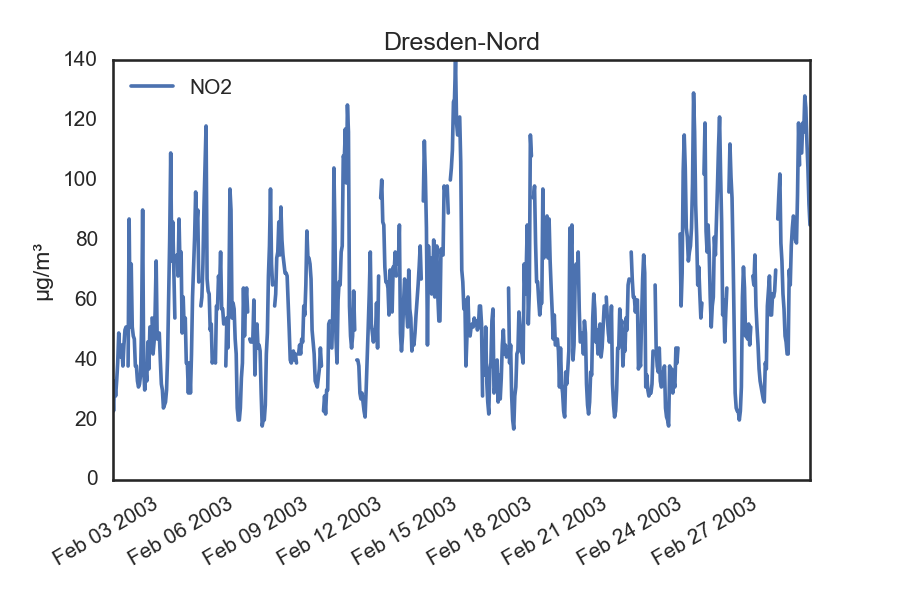 Dresden-Nord
NO2
µg/m³
140
120
100
80
60
40
20
0
Feb 03 2003
Feb 06 2003
Feb 09 2003
Feb 12 2003
Feb 15 2003
Feb 18 2003
Feb 21 2003
Feb 24 2003
Feb 27 2003